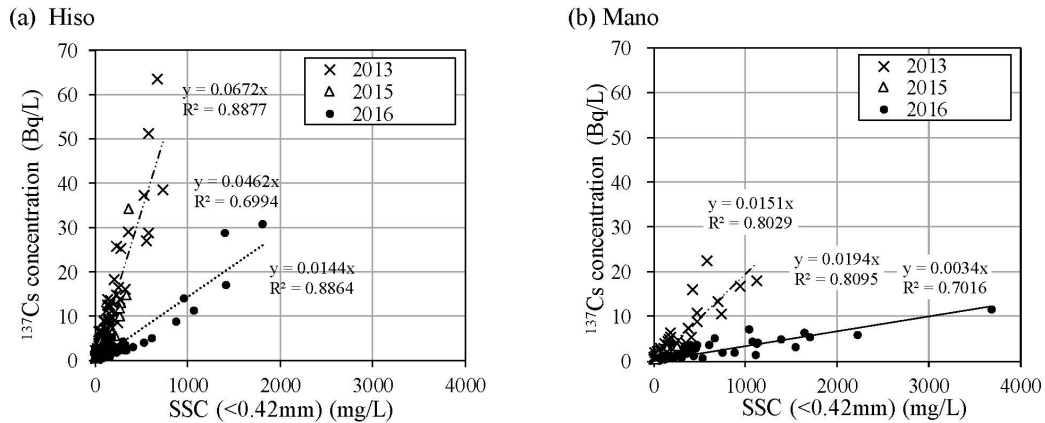 (a) Hiso
70
60
50
40
30
20
10
0
0 1000 2000 3000 4000
¹³⁷Cs concentration (Bq/L)
SSC (<0.42mm) (mg/L)
2013
2015
2016
y = 0.0672x
R² = 0.8877
y = 0.0462x
R² = 0.6994
y = 0.0144x
R² = 0.8864
(b) Mano
70
60
50
40
30
20
10
0
0 1000 2000 3000 4000
¹³⁷Cs concentration (Bq/L)
SSC (<0.42mm) (mg/L)
2013
2015
2016
y = 0.0151x
R² = 0.8029
y = 0.0194x
R² = 0.8095
y = 0.0034x
R² = 0.7016